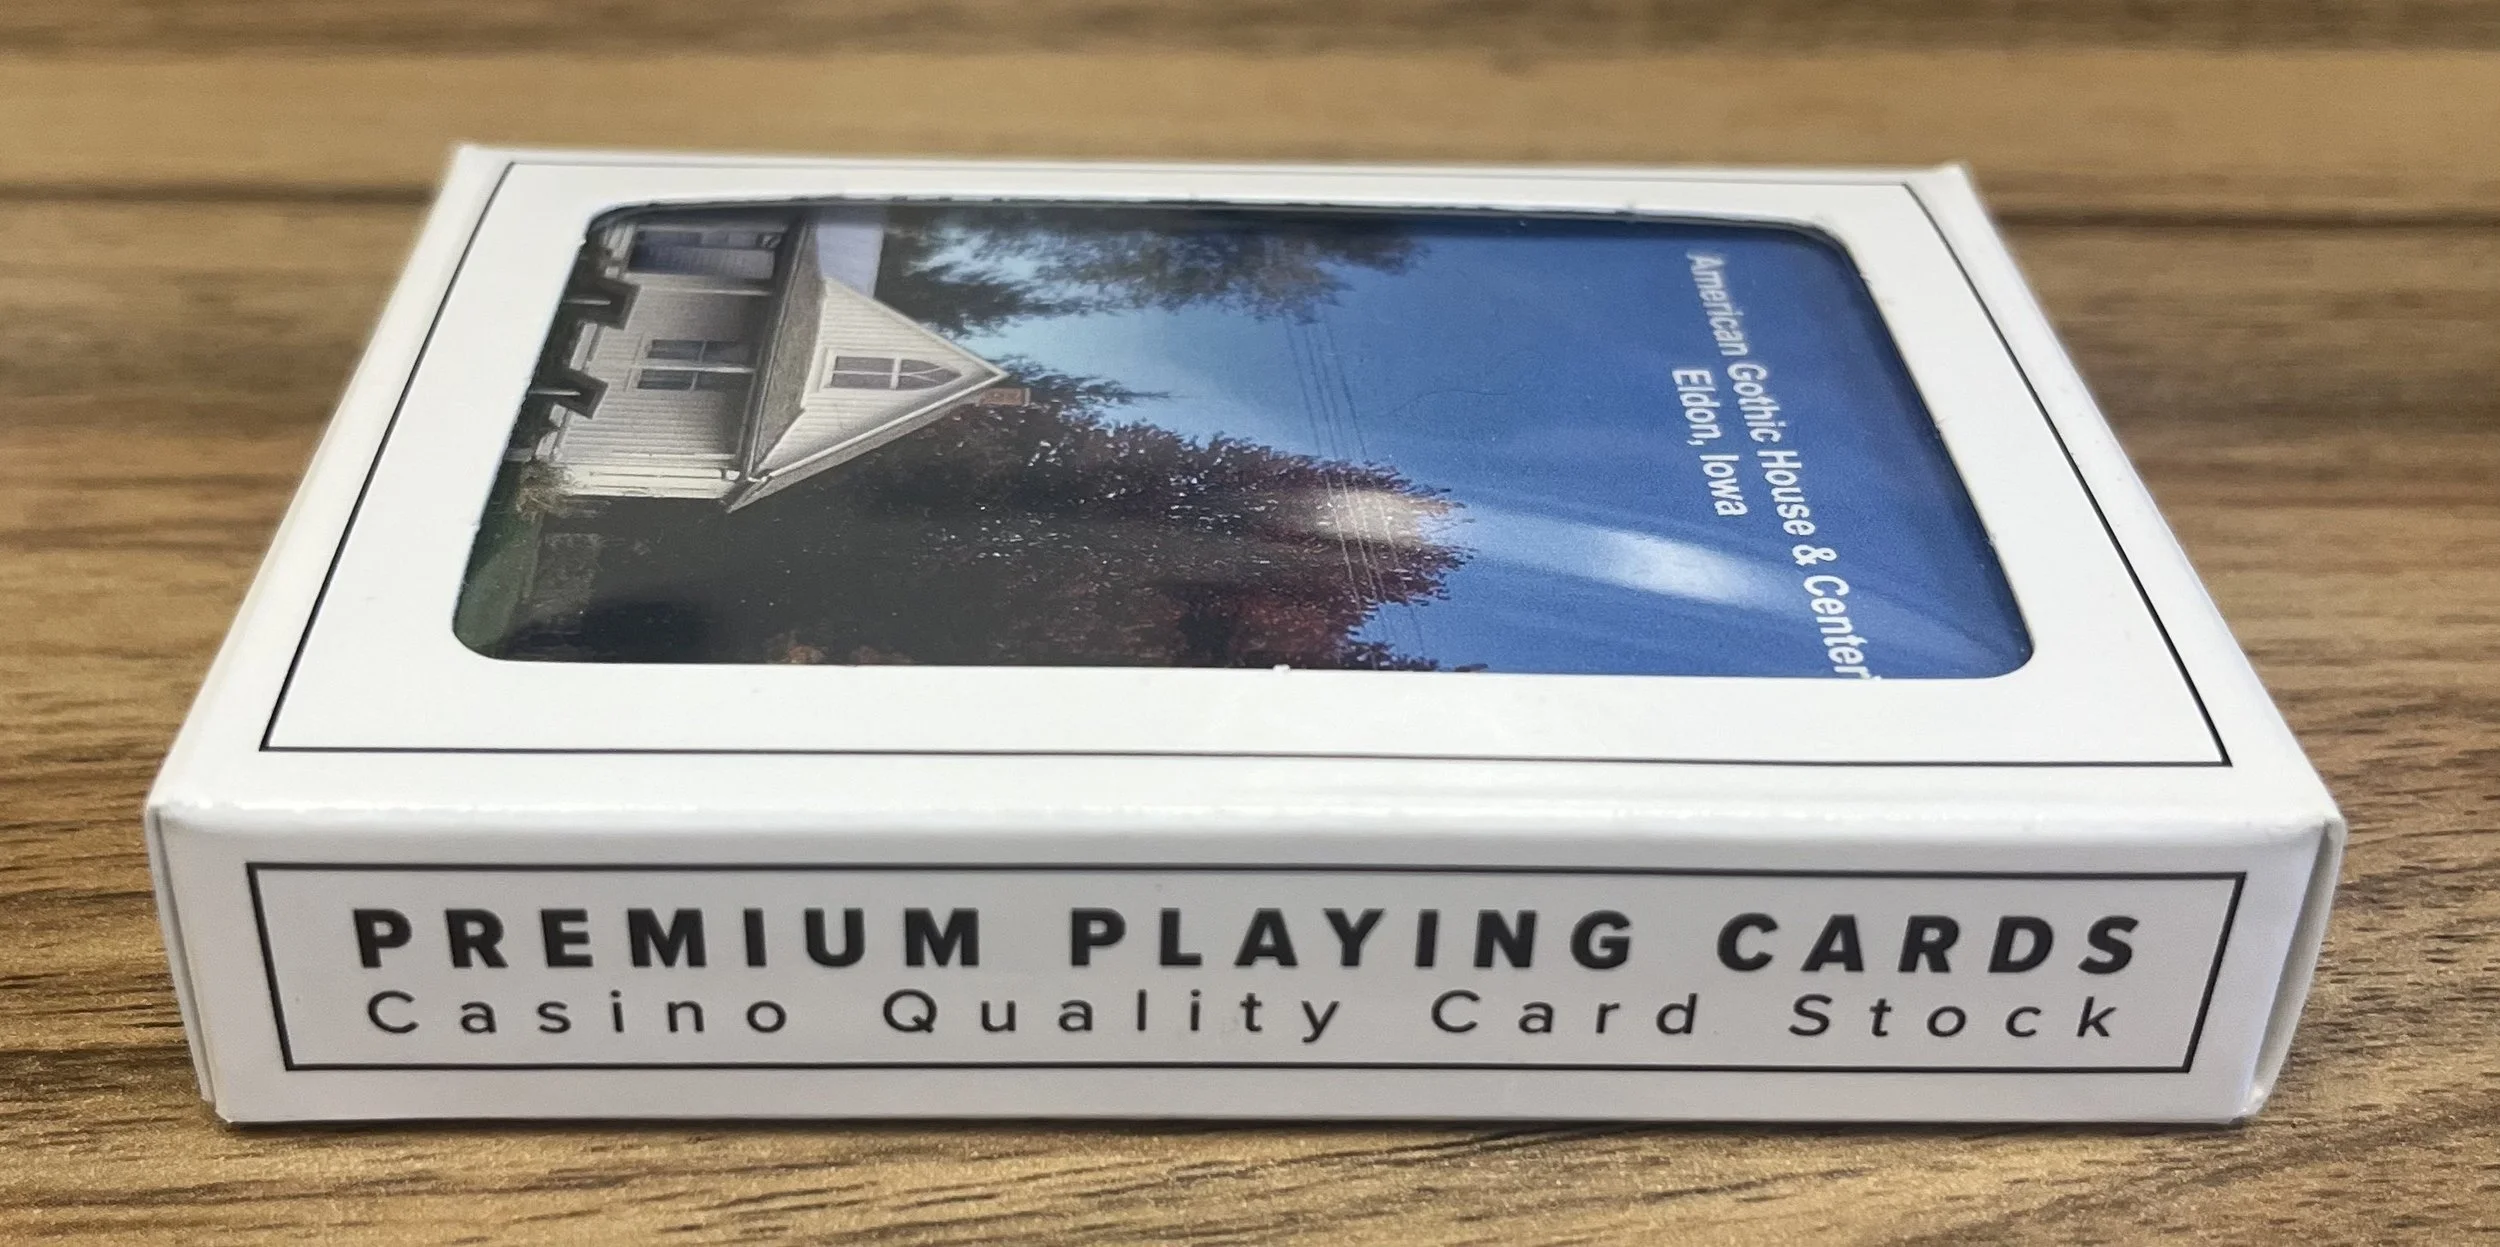 American Gothic House & Center
Eldon, Iowa
PREMIUM PLAYING CARDS
Casino Quality Card Stock